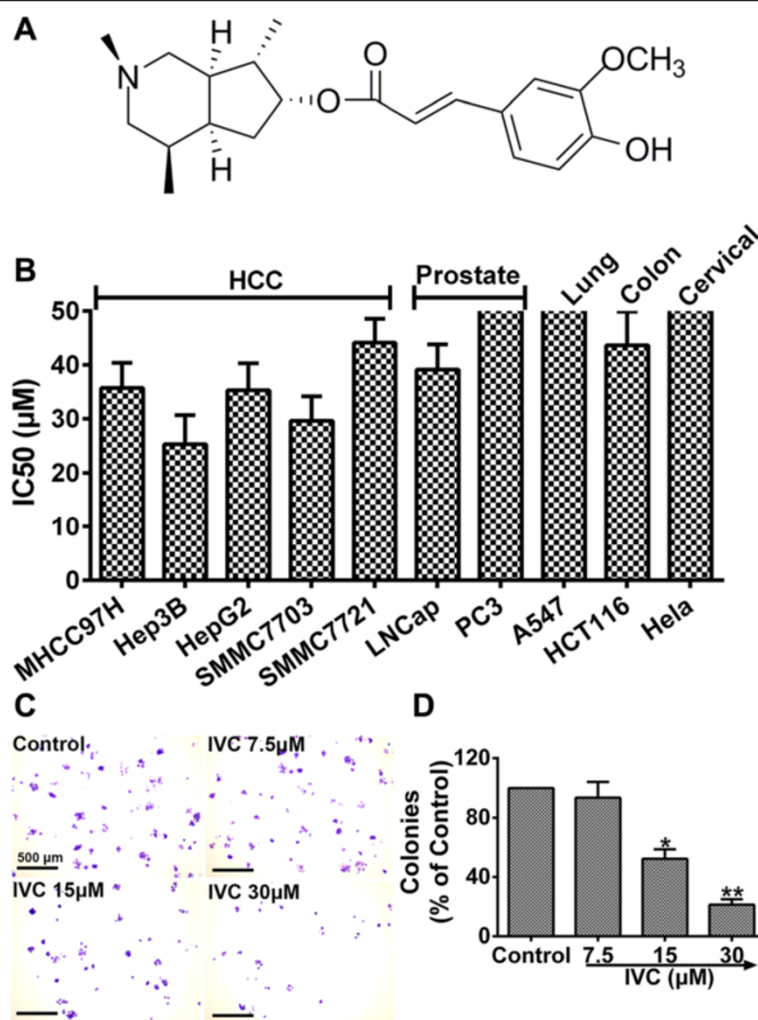 A
H
N
H
O
O
OCH3
OH
B
HCC
Prostate
Lung
Colon
Cervical
IC50 (µM)
50
40
30
20
10
0
MHCC97H
Hep3B
HepG2
SMMC7703
SMMC7721
LNCap
PC3
A547
HCT116
Hela
C
Control
IVC 7.5µM
500 µm
IVC 15µM
IVC 30µM
D
Colonies
(% of Control)
120
80
40
0
*
**
Control
7.5
15
30
IVC (µM)